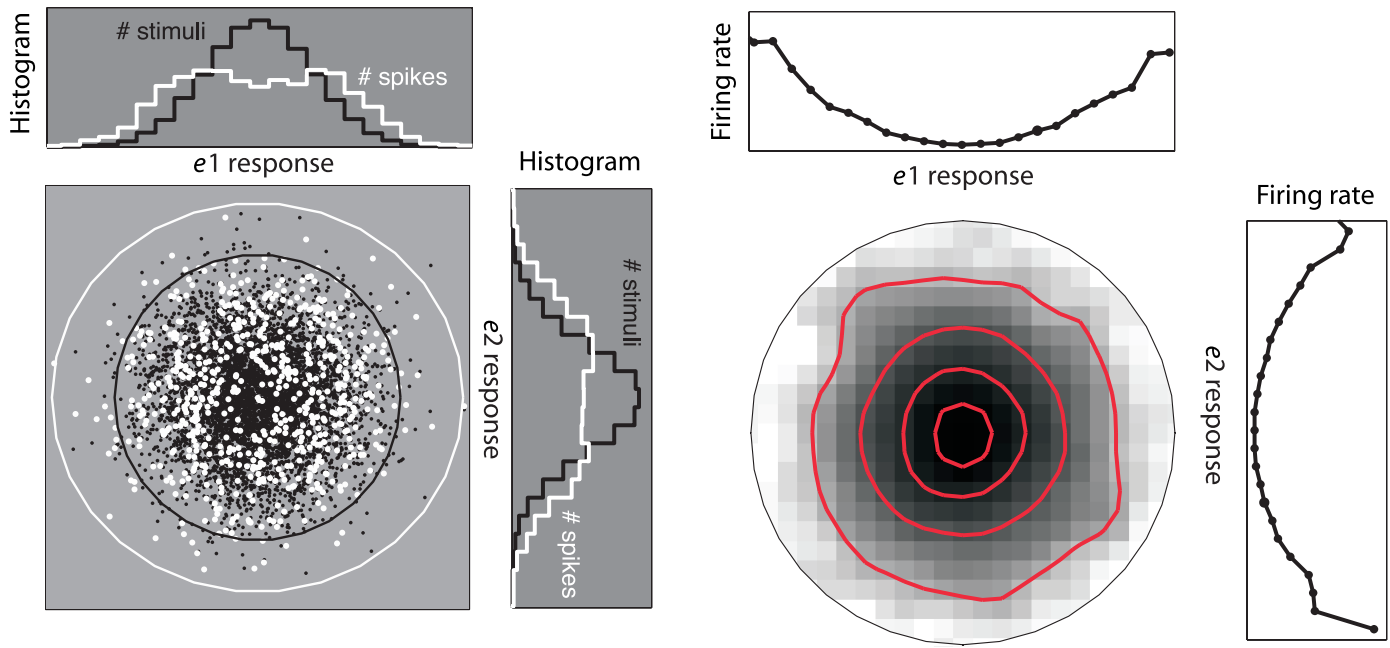 Histogram
# stimuli
# spikes
e1 response
Histogram
e2 response
# stimuli
# spikes
Firing rate
e1 response
Firing rate
e2 response